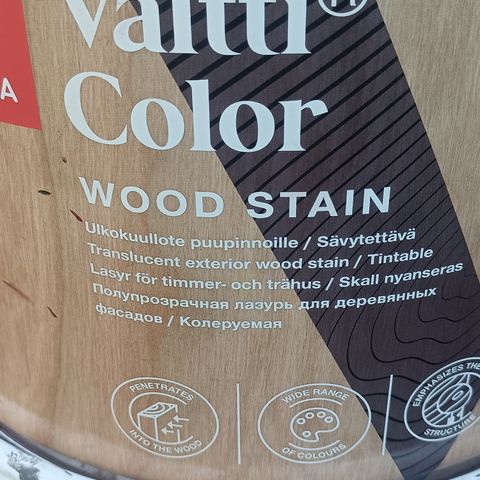 A
Valtti®
Color
WOOD STAIN
Ulkokuullote puupinnoille / Sävytettävä
Translucent exterior wood stain / Tintable
Lasyr för timmer- och trähus / Skall nyanseras
Полупрозрачная лазурь для деревянных
фасадов / Колеруемая
PENETRATES
INTO THE WOOD
WIDE RANGE
OF COLOURS
EMPHASIZES THE
STRUCTURE